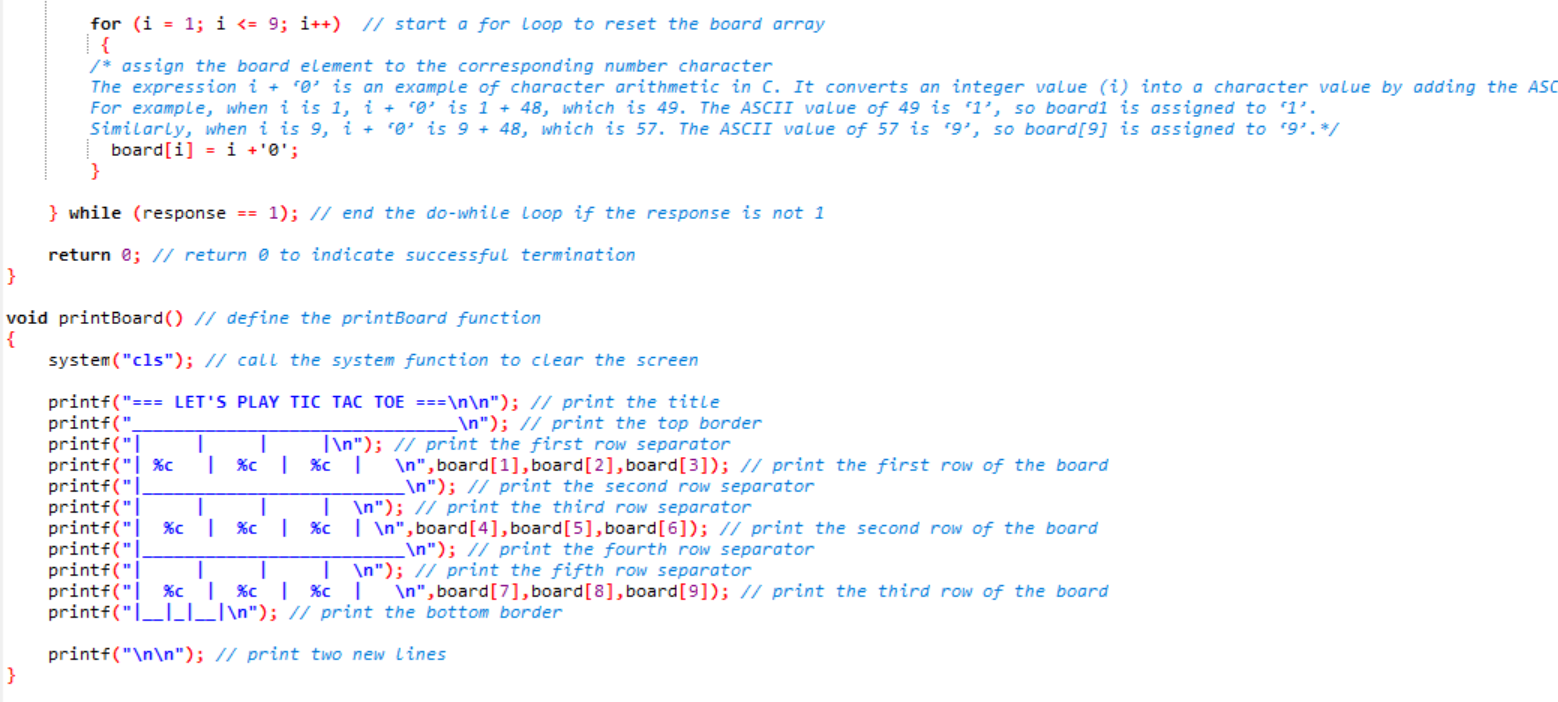 for (i = 1; i <= 9; i++)  // start a for loop to reset the board array
{
/* assign the board element to the corresponding number character
The expression i + ‘0’ is an example of character arithmetic in C. It converts an integer value (i) into a character value by adding the ASC
For example, when i is 1, i + ‘0’ is 1 + 48, which is 49. The ASCII value of 49 is ‘1’, so board1 is assigned to ‘1’.
Similarly, when i is 9, i + ‘0’ is 9 + 48, which is 57. The ASCII value of 57 is ‘9’, so board[9] is assigned to ‘9’.*/
board[i] = i +'0';
}
} while (response == 1); // end the do-while loop if the response is not 1
return 0; // return 0 to indicate successful termination
}
void printBoard() // define the printBoard function
{
system("cls"); // call the system function to clear the screen
printf("=== LET'S PLAY TIC TAC TOE ===\n\n"); // print the title
printf("_______________________________\n"); // print the top border
printf("|     |     |     |\n"); // print the first row separator
printf("| %c   |  %c  |  %c  |   \n",board[1],board[2],board[3]); // print the first row of the board
printf("|_________________________\n"); // print the second row separator
printf("|     |     |     |  \n"); // print the third row separator
printf("|  %c  |  %c  |  %c  | \n",board[4],board[5],board[6]); // print the second row of the board
printf("|_________________________\n"); // print the fourth row separator
printf("|     |     |     |  \n"); // print the fifth row separator
printf("|  %c  |  %c  |  %c  |   \n",board[7],board[8],board[9]); // print the third row of the board
printf("|__|_|__|\n"); // print the bottom border
printf("\n\n"); // print two new lines
}